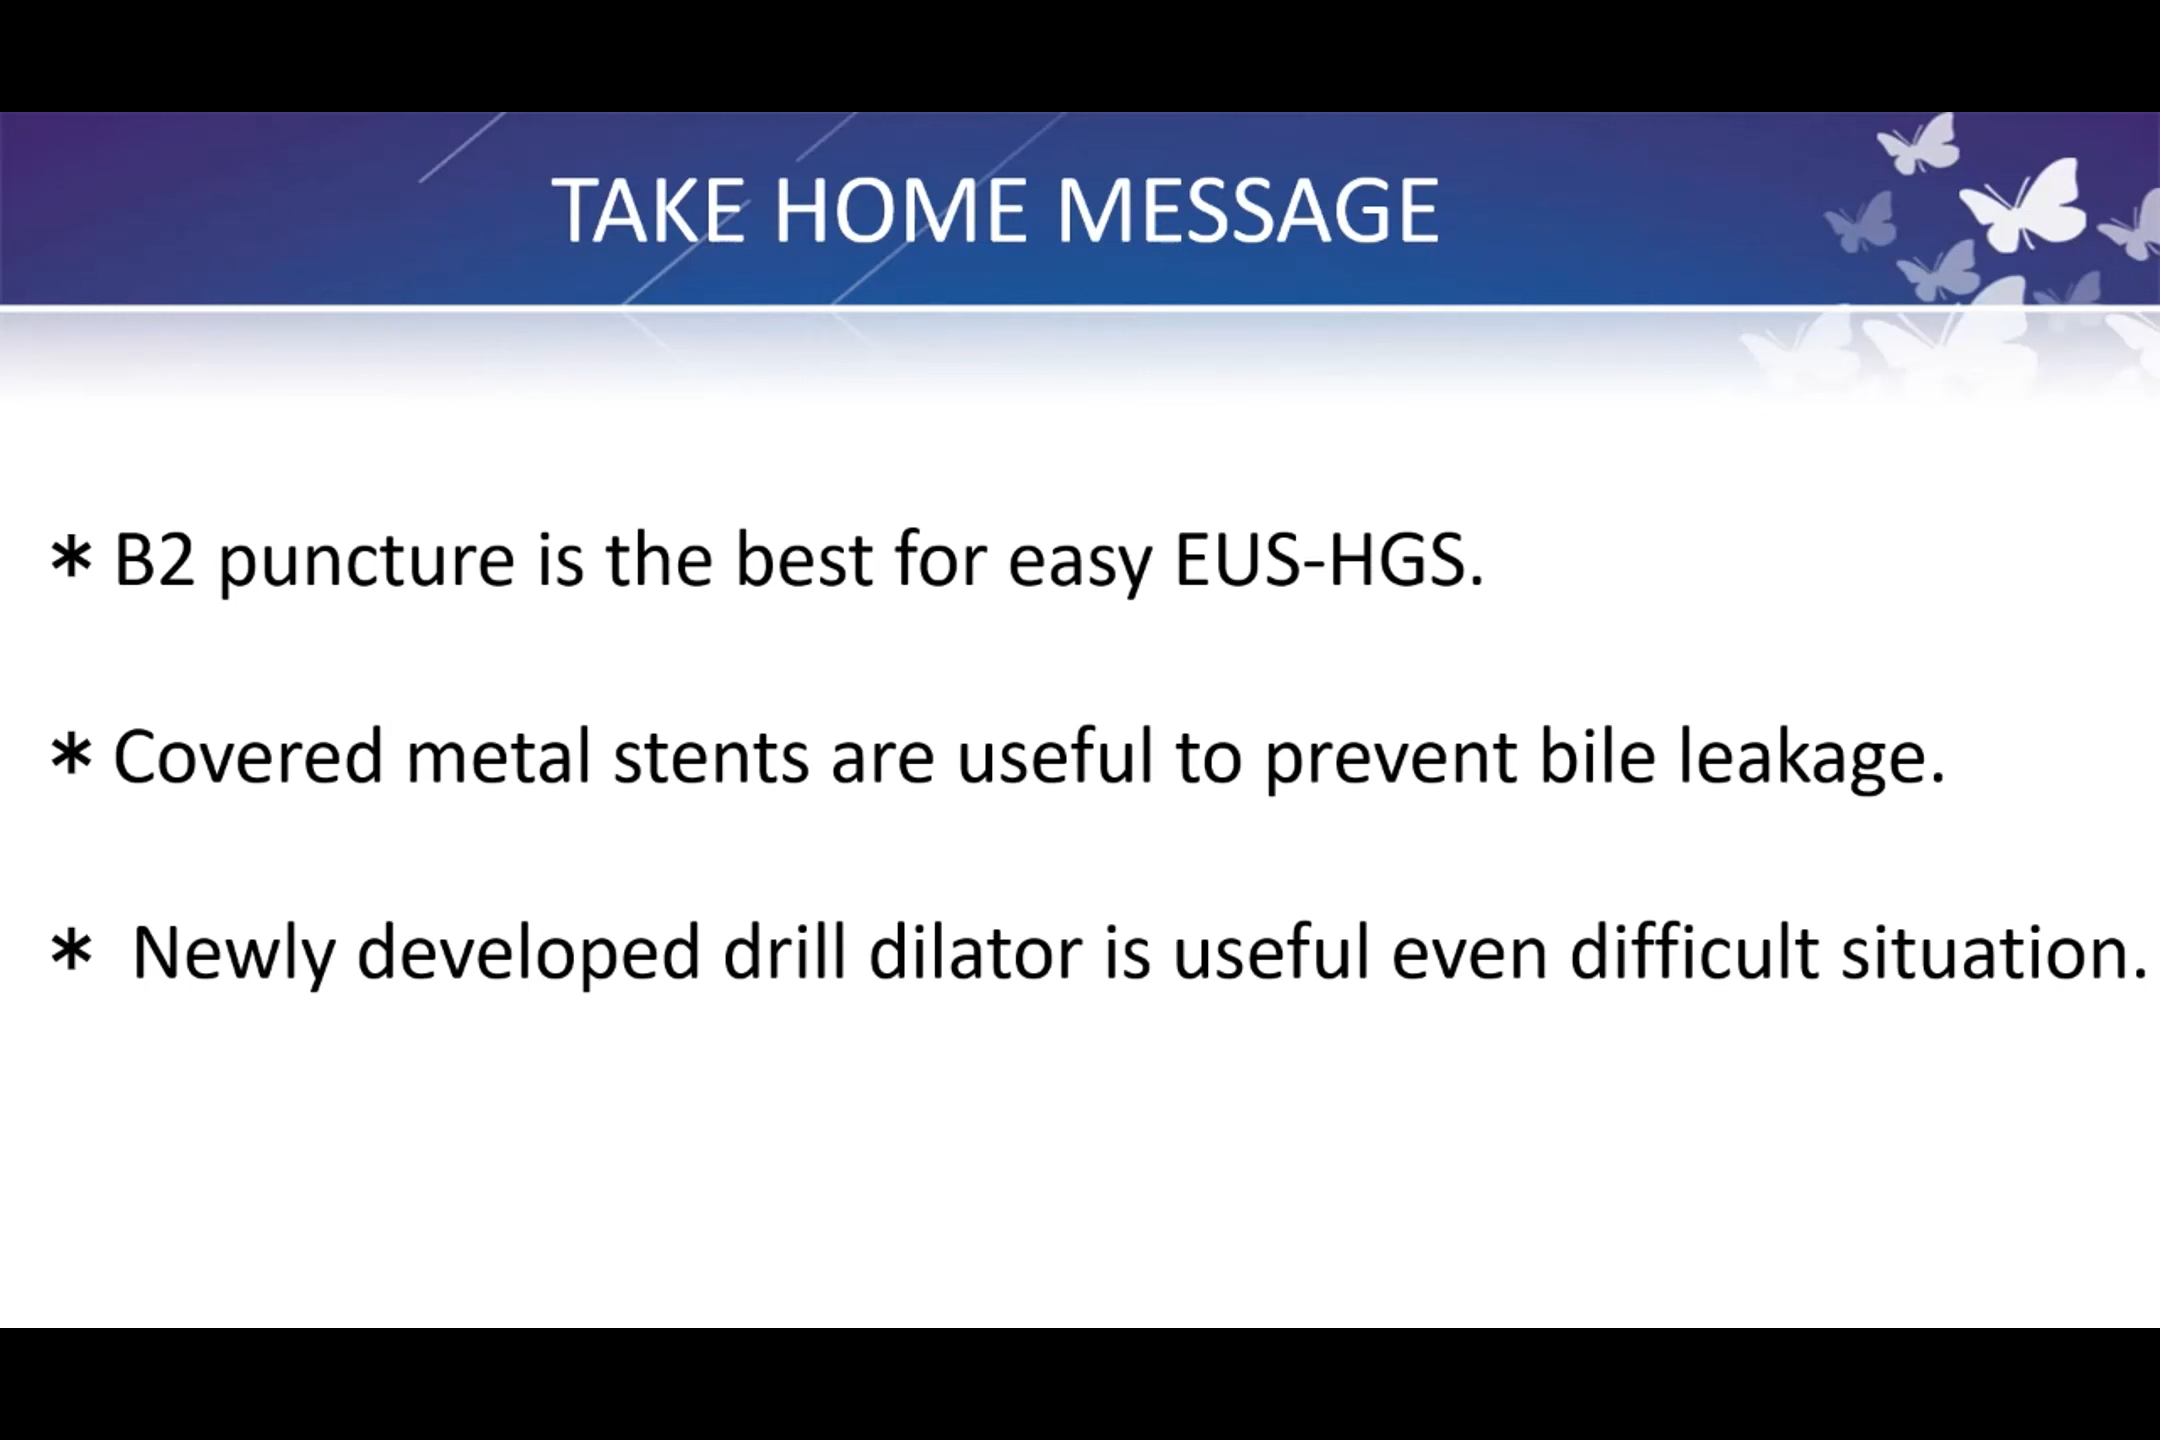 TAKE HOME MESSAGE
* B2 puncture is the best for easy EUS-HGS.
* Covered metal stents are useful to prevent bile leakage.
* Newly developed drill dilator is useful even difficult situation.